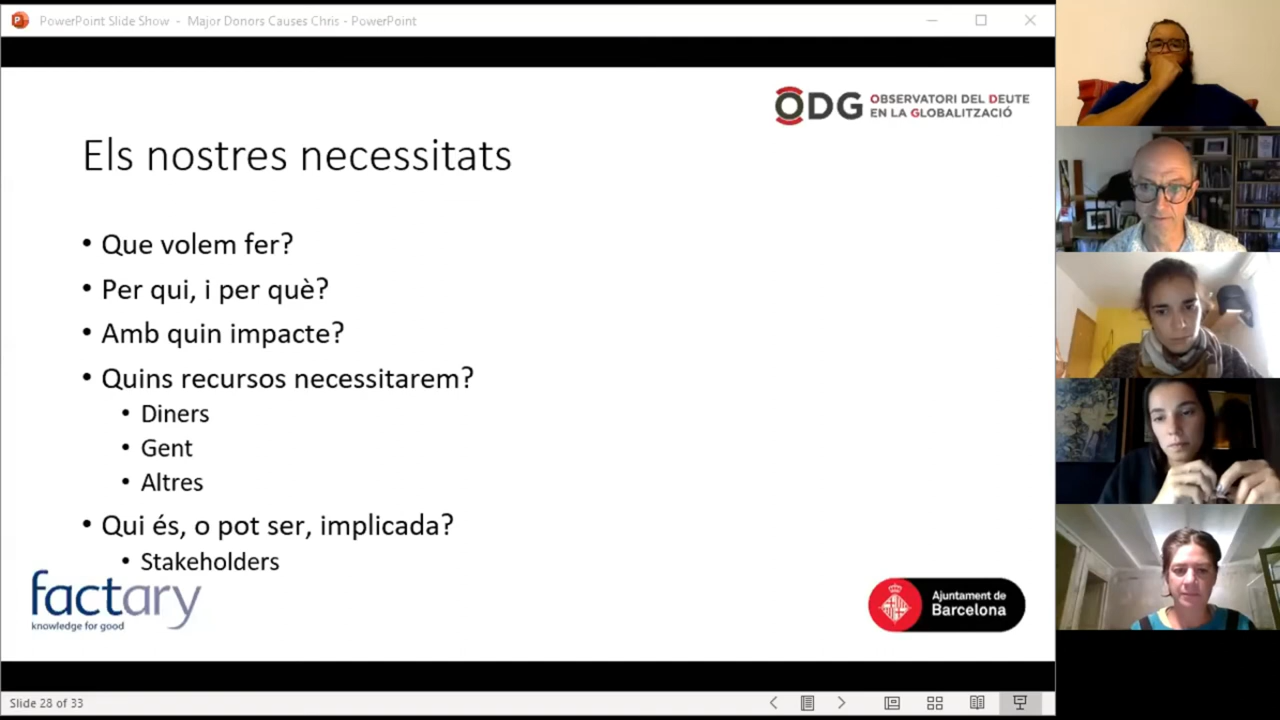 PowerPoint Slide Show - Major Donors Causes Chris - PowerPoint
ODG OBSERVATORI DEL DEUTE
EN LA GLOBALITZACIÓ
Els nostres necessitats
• Que volem fer?
• Per qui, i per què?
• Amb quin impacte?
• Quins recursos necessitarem?
• Diners
• Gent
• Altres
• Qui és, o pot ser, implicada?
• Stakeholders
factary
knowledge for good
Ajuntament de
Barcelona
Slide 28 of 33